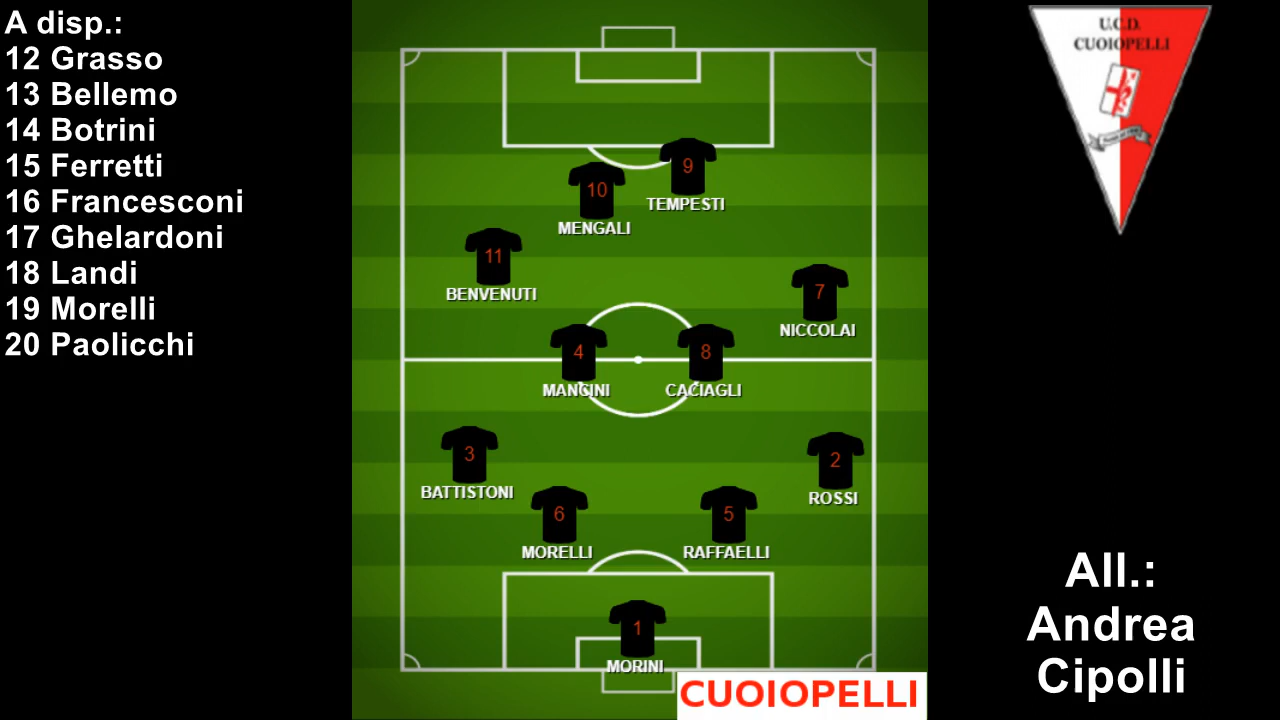 A disp.:
12 Grasso
13 Bellemo
14 Botrini
15 Ferretti
16 Francesconi
17 Ghelardoni
18 Landi
19 Morelli
20 Paolicchi
9
TEMPESTI
10
MENGALI
11
BENVENUTI
7
NICCOLAI
4
MANCINI
8
CACIAGLI
3
BATTISTONI
2
ROSSI
6
MORELLI
5
RAFFAELLI
1
MORINI
CUOIOPELLI
U.C.D.
CUOIOPELLI
All.:
Andrea
Cipolli